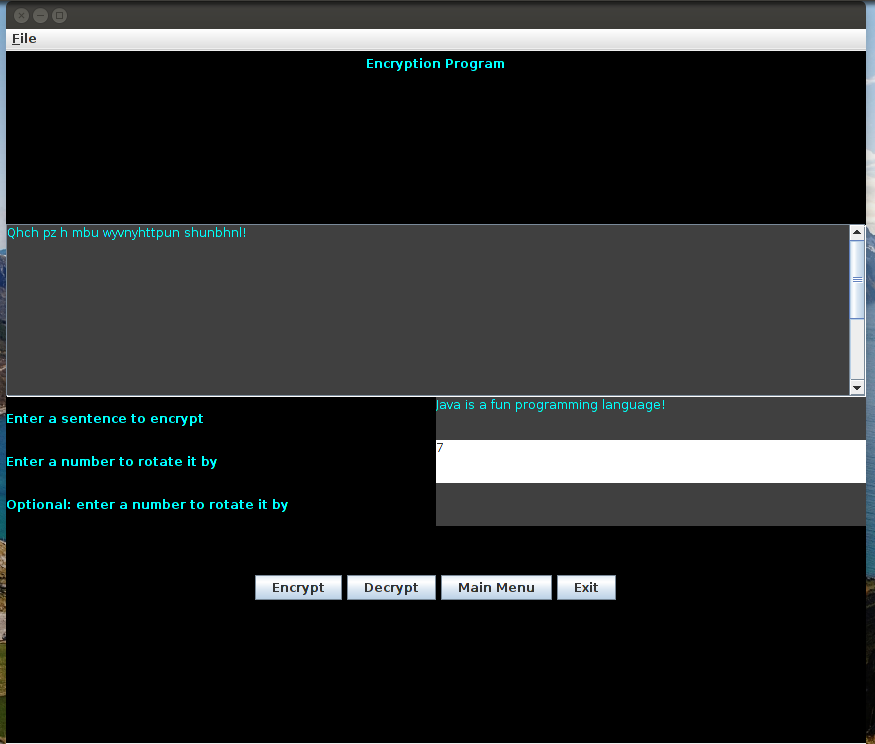 File
Encryption Program
Qhch pz h mbu wyvnyhttpun shunbhnl!
Java is a fun programming language!
Enter a sentence to encrypt
7
Enter a number to rotate it by
Optional: enter a number to rotate it by
Encrypt Decrypt Main Menu Exit